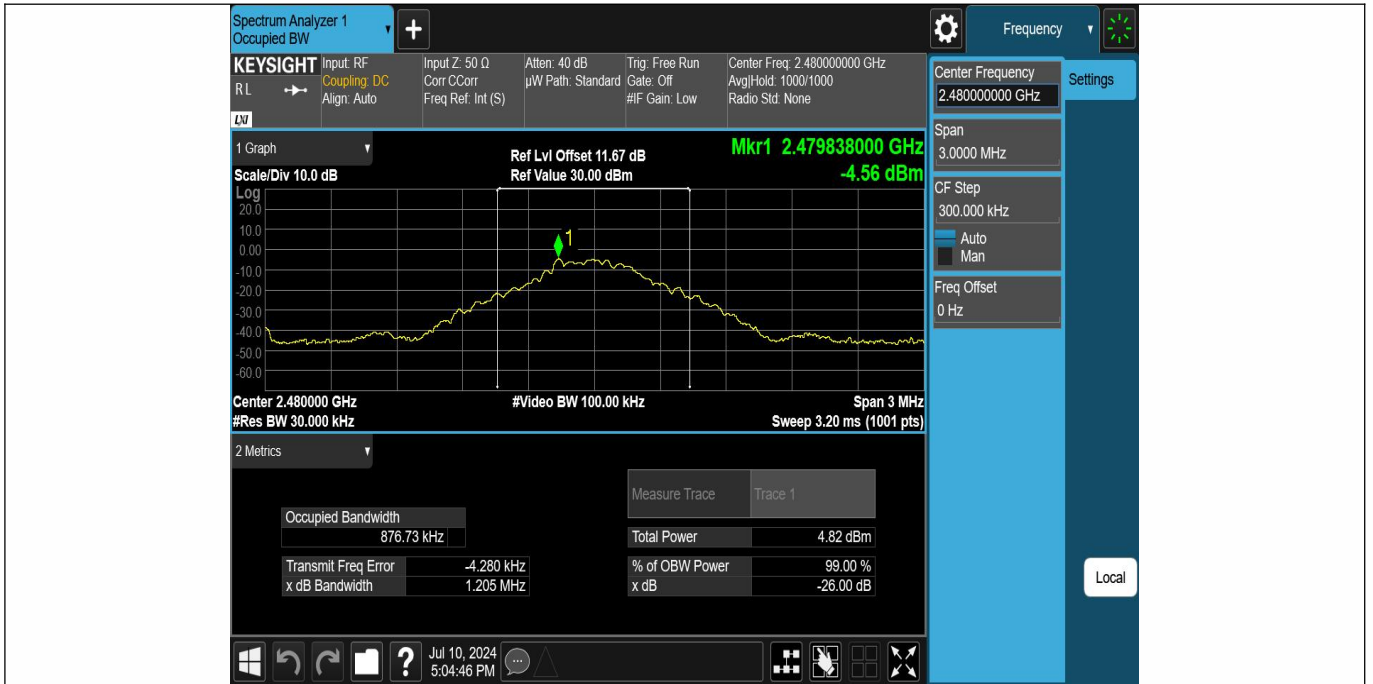 Spectrum Analyzer 1
Occupied BW
+
Frequency
KEYSIGHT
RL
LXI
Input: RF
Coupling: DC
Align: Auto
Input Z: 50 Ω
Corr CCorr
Freq Ref: Int (S)
Atten: 40 dB
µW Path: Standard
Trig: Free Run
Gate: Off
#IF Gain: Low
Center Freq: 2.480000000 GHz
Avg|Hold: 1000/1000
Radio Std: None
Center Frequency
2.480000000 GHz
Settings
Span
3.0000 MHz
CF Step
300.000 kHz
Auto
Man
Freq Offset
0 Hz
Local
1 Graph
Scale/Div 10.0 dB
Ref Lvl Offset 11.67 dB
Ref Value 30.00 dBm
Mkr1 2.479838000 GHz
-4.56 dBm
Log
20.0
10.0
0.00
-10.0
-20.0
-30.0
-40.0
-50.0
-60.0
1
Center 2.480000 GHz
#Res BW 30.000 kHz
#Video BW 100.00 kHz
Span 3 MHz
Sweep 3.20 ms (1001 pts)
2 Metrics
Measure Trace Trace 1
Occupied Bandwidth
876.73 kHz
Total Power 4.82 dBm
Transmit Freq Error -4.280 kHz
% of OBW Power 99.00 %
x dB Bandwidth 1.205 MHz
x dB -26.00 dB
?
Jul 10, 2024
5:04:46 PM